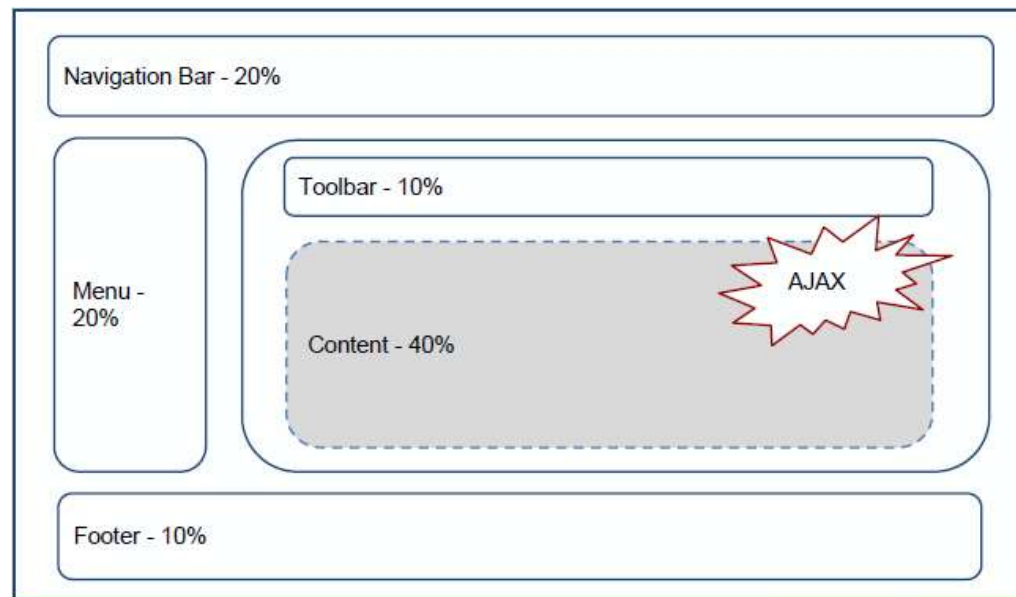 Navigation Bar - 20%
Toolbar - 10%
AJAX
Menu -
20%
Content - 40%
Footer - 10%